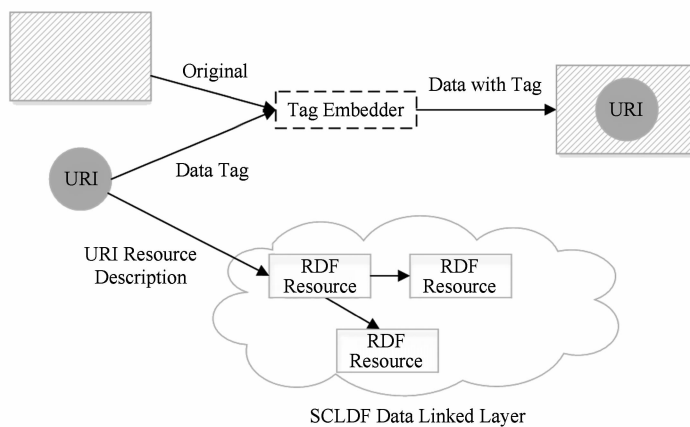 Original
Tag Embedder
Data with Tag
URI
URI
Data Tag
URI Resource
Description
RDF
Resource
RDF
Resource
RDF
Resource
SCLDF Data Linked Layer